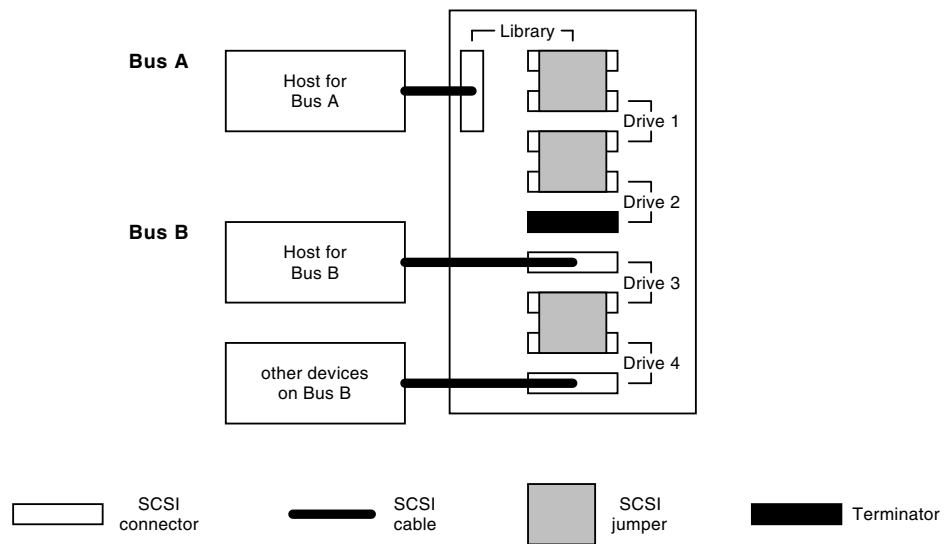 Library
Bus A
Host for
Bus A
Drive 1
Drive 2
Bus B
Host for
Bus B
Drive 3
Drive 4
other devices
on Bus B
SCSI
connector
SCSI
cable
SCSI
jumper
Terminator